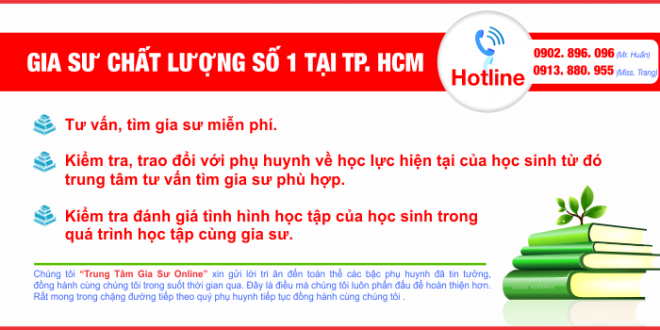 GIA SƯ CHẤT LƯỢNG SỐ 1 TẠI TP. HCM
Hotline
0902. 896. 096 (Mr. Huấn)
0913. 880. 955 (Miss. Trang)
Tư vấn, tìm gia sư miễn phí.
Kiểm tra, trao đổi với phụ huynh về học lực hiện tại của học sinh từ đó
trung tâm tư vấn tìm gia sư phù hợp.
Kiểm tra đánh giá tình hình học tập của học sinh trong
quá trình học tập cùng gia sư.
Chúng tôi “Trung Tâm Gia Sư Online” xin gửi lời tri ân đến toàn thể các bậc phụ huynh đã tin tưởng,
đồng hành cùng chúng tôi trong suốt thời gian qua. Đây là điều mà chúng tôi luôn phấn đấu để hoàn thiện hơn.
Rất mong trong chặng đường tiếp theo quý phụ huynh tiếp tục đồng hành cùng chúng tôi .